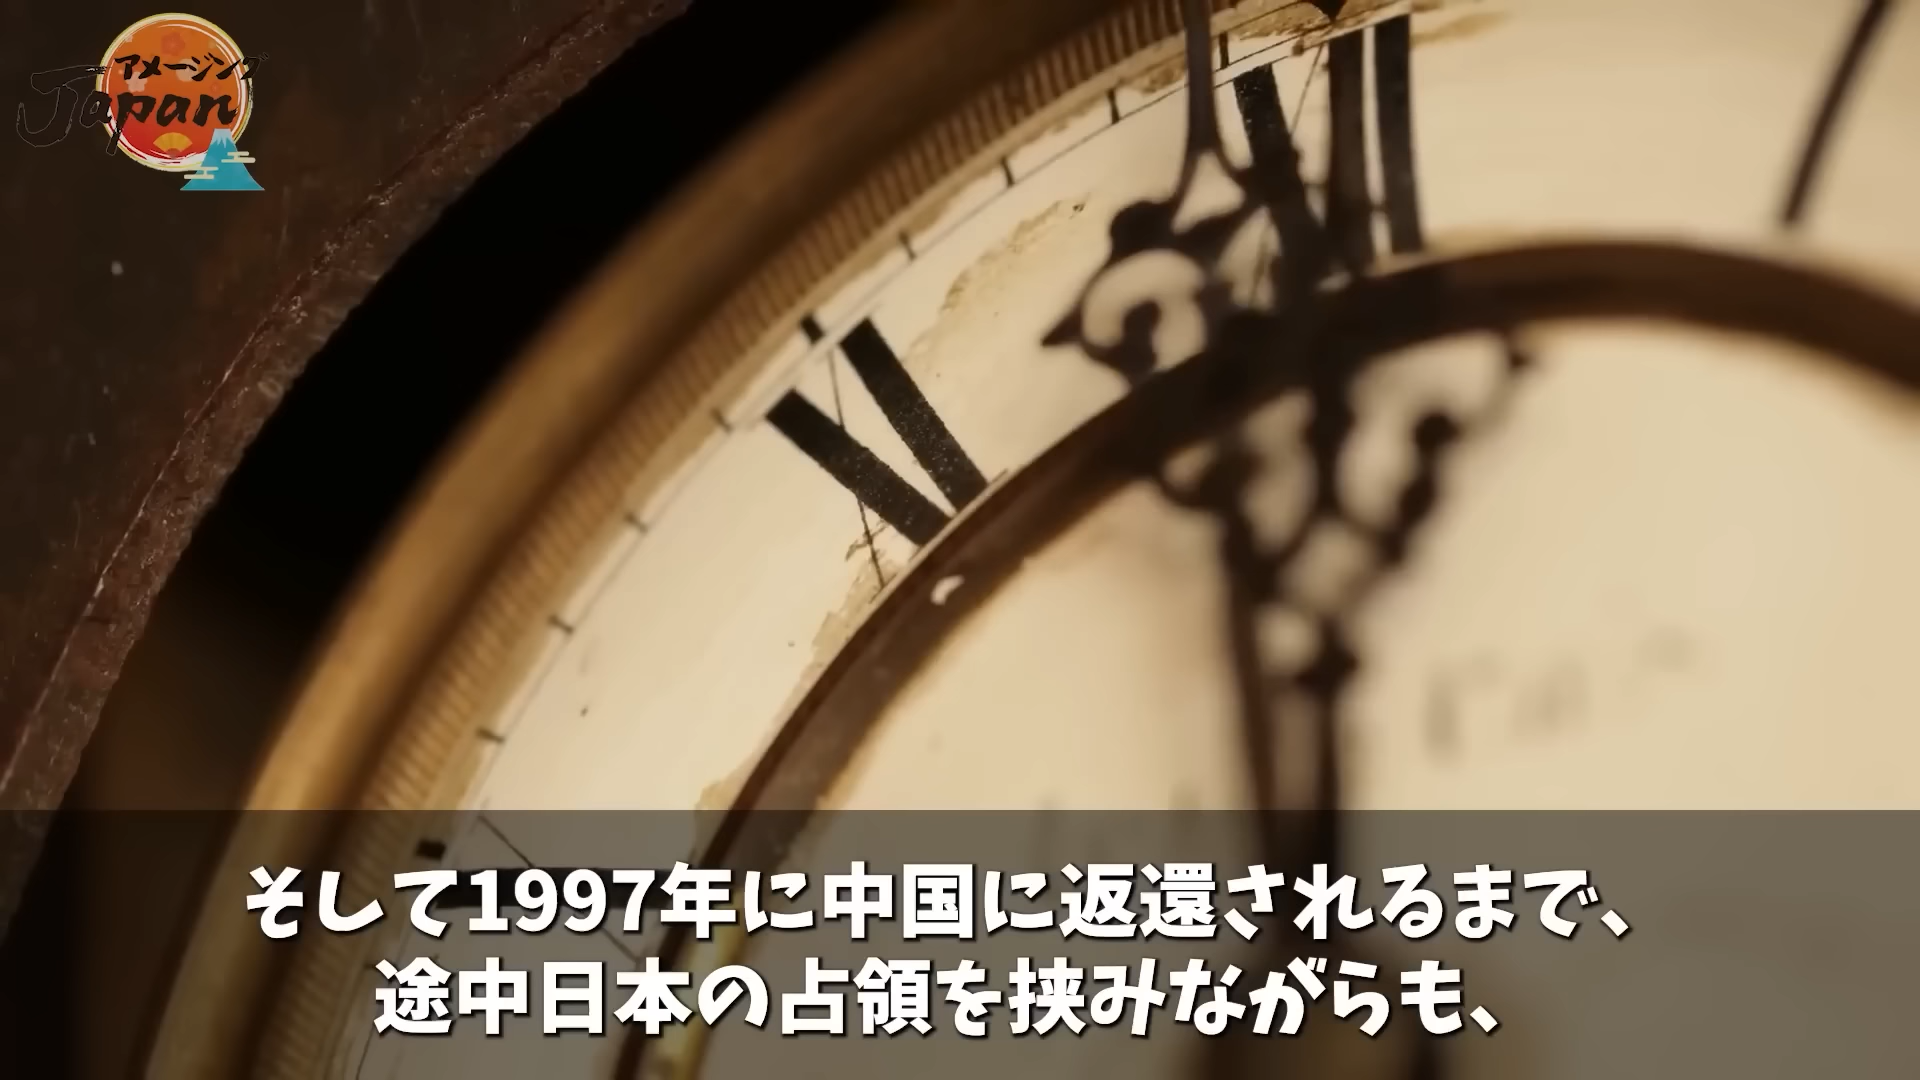 アメージング
Japan
そして1997年に中国に返還されるまで、
途中日本の占領を挟みながらも、